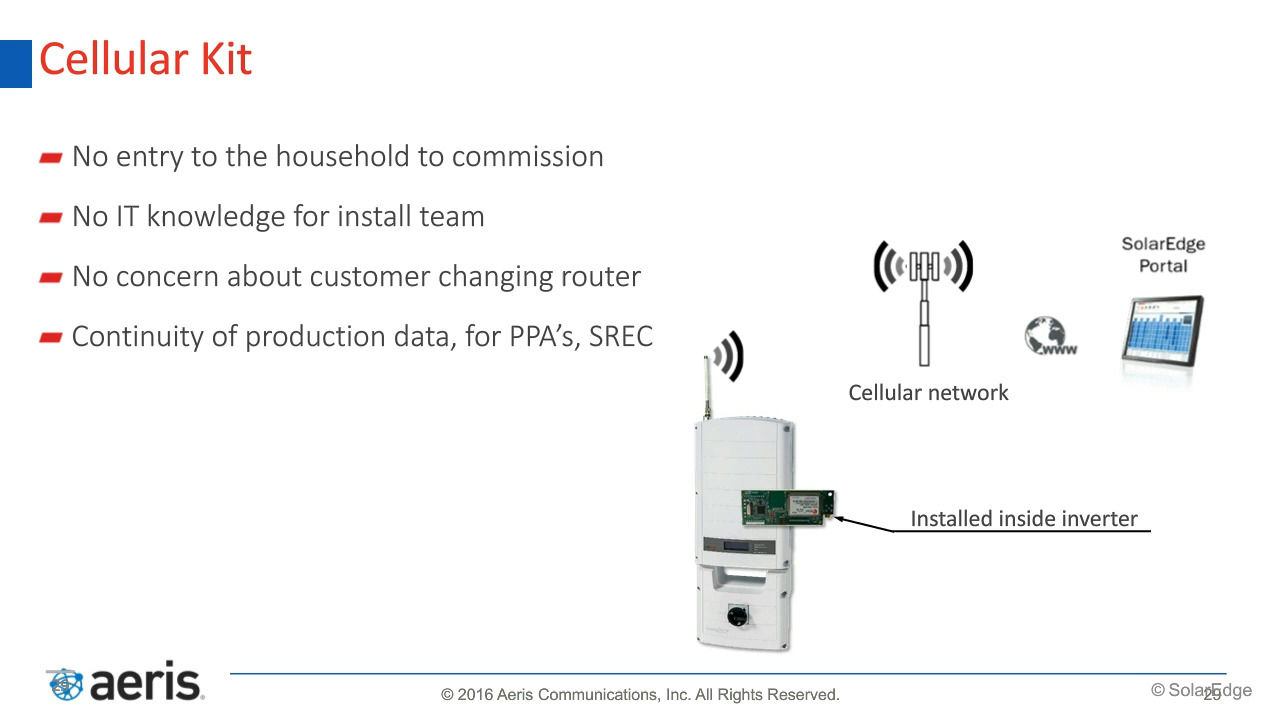 Cellular Kit
No entry to the household to commission
No IT knowledge for install team
No concern about customer changing router
Continuity of production data, for PPA’s, SREC
SolarEdge
Portal
www
Cellular network
Installed inside inverter
aeris
© 2016 Aeris Communications, Inc. All Rights Reserved.
© SolarEdge